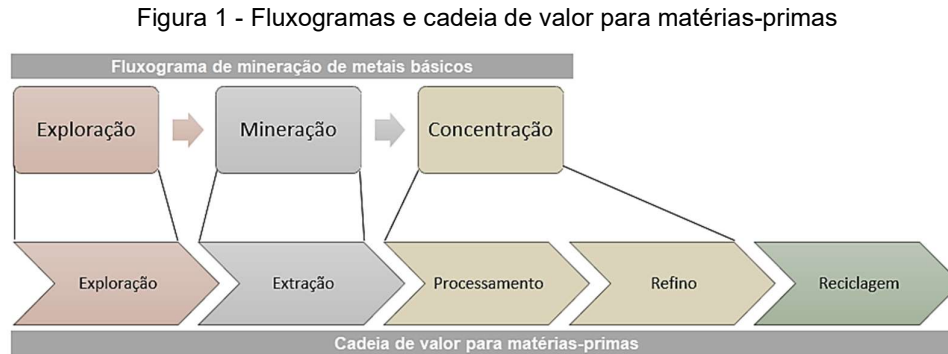 Figura 1 - Fluxogramas e cadeia de valor para matérias-primas
Fluxograma de mineração de metais básicos
Exploração
Mineração
Concentração
Exploração
Extração
Processamento
Refino
Reciclagem
Cadeia de valor para matérias-primas